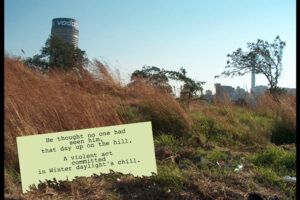 voda
He thought no one had
seen him,
that day up on the hill.
A violent act
committed
in Winter daylight's chill.